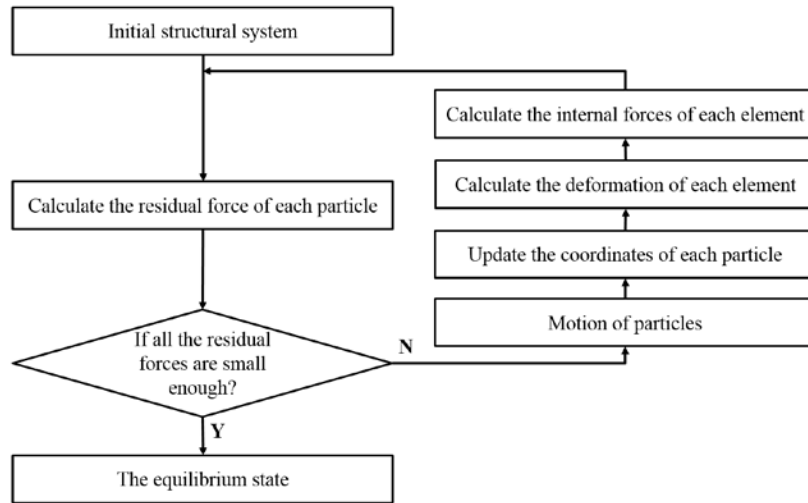 Initial structural system
Calculate the residual force of each particle
If all the residual
forces are small
enough?
N
Y
The equilibrium state
Motion of particles
Update the coordinates of each particle
Calculate the deformation of each element
Calculate the internal forces of each element